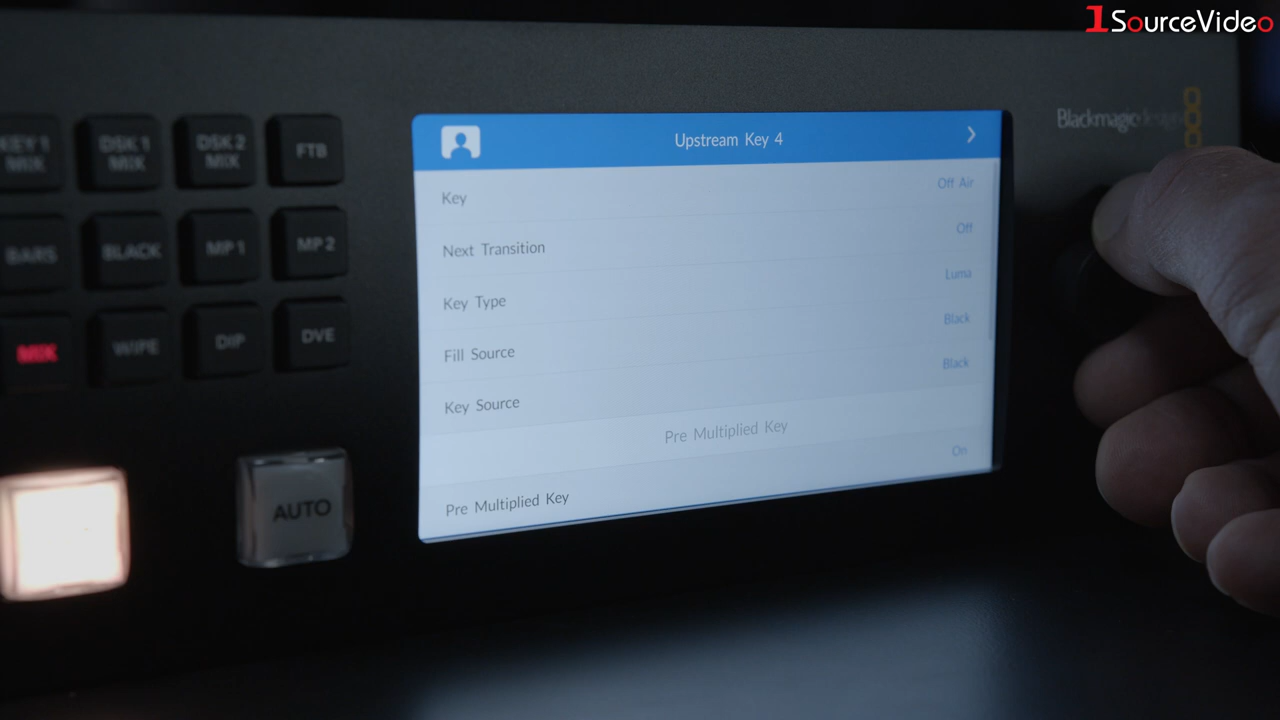 1SourceVideo
Blackmagicdesign
KEY 1 MIX
DSK 1 MIX
DSK 2 MIX
FTB
BARS
BLACK
MP 1
MP 2
MIX
WIPE
DIP
DVE
AUTO
Upstream Key 4
Key Off Air
Next Transition Off
Key Type Luma
Fill Source Black
Key Source Black
Pre Multiplied Key
Pre Multiplied Key On